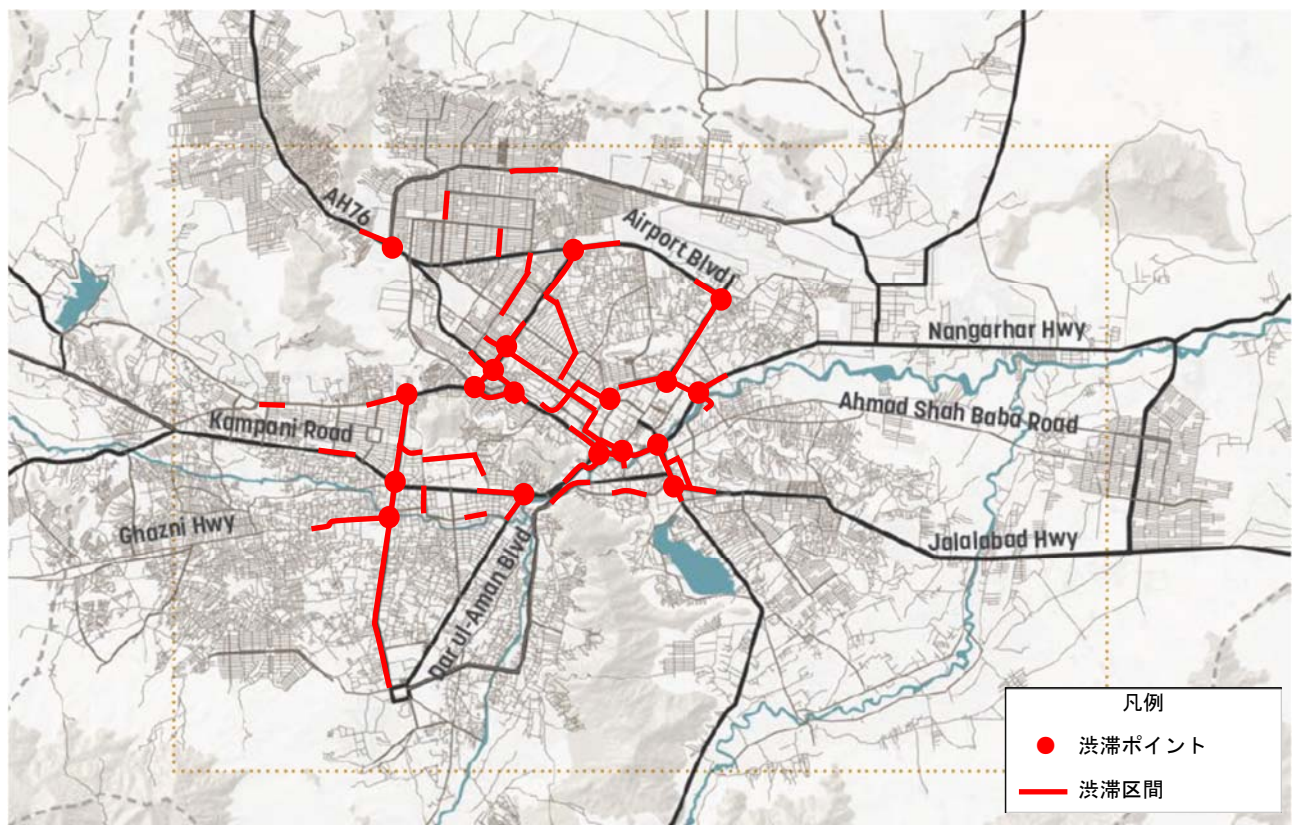 AH76
Airport Blvd.
Nangarhar Hwy
Ahmad Shah Baba Road
Kampani Road
Ghazni Hwy
Jalalabad Hwy
Dar ul-Aman Blvd
凡例
渋滞ポイント
渋滞区間